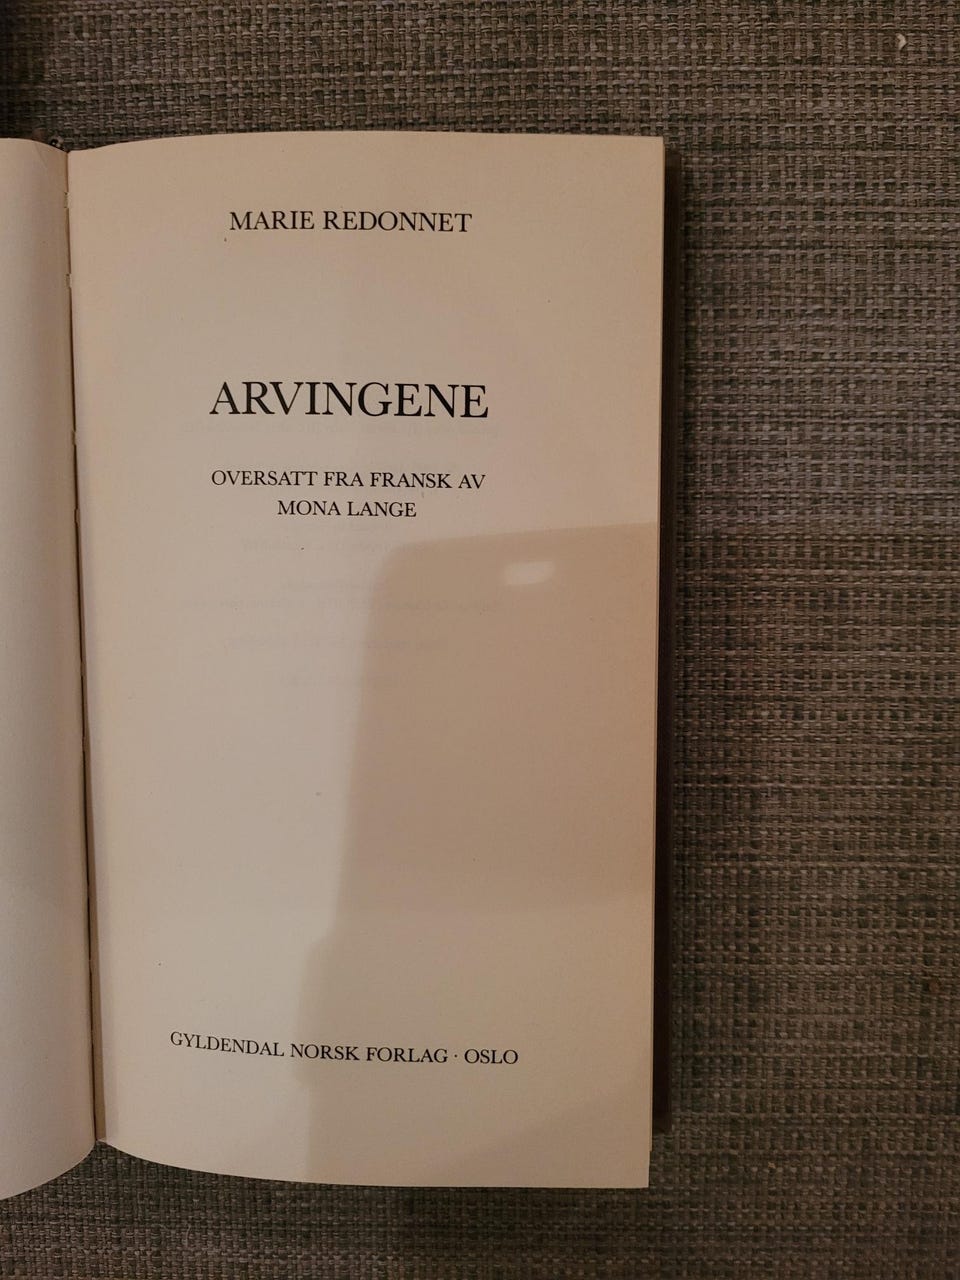 MARIE REDONNET
ARVINGENE
OVERSATT FRA FRANSK AV
MONA LANGE
GYLDENDAL NORSK FORLAG · OSLO